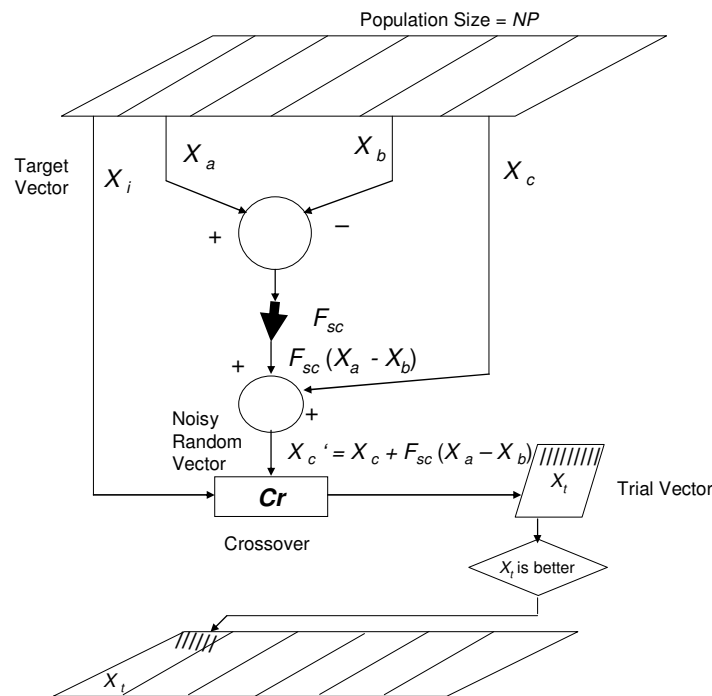 Population Size = NP
Target
Vector
X i
X a
X b
X c
+
−
F sc
F sc (X a - X b)
+
+
Noisy
Random
Vector
X c ' = X c + F sc (X a − X b)
Cr
Crossover
X t
Trial Vector
X t is better
X t